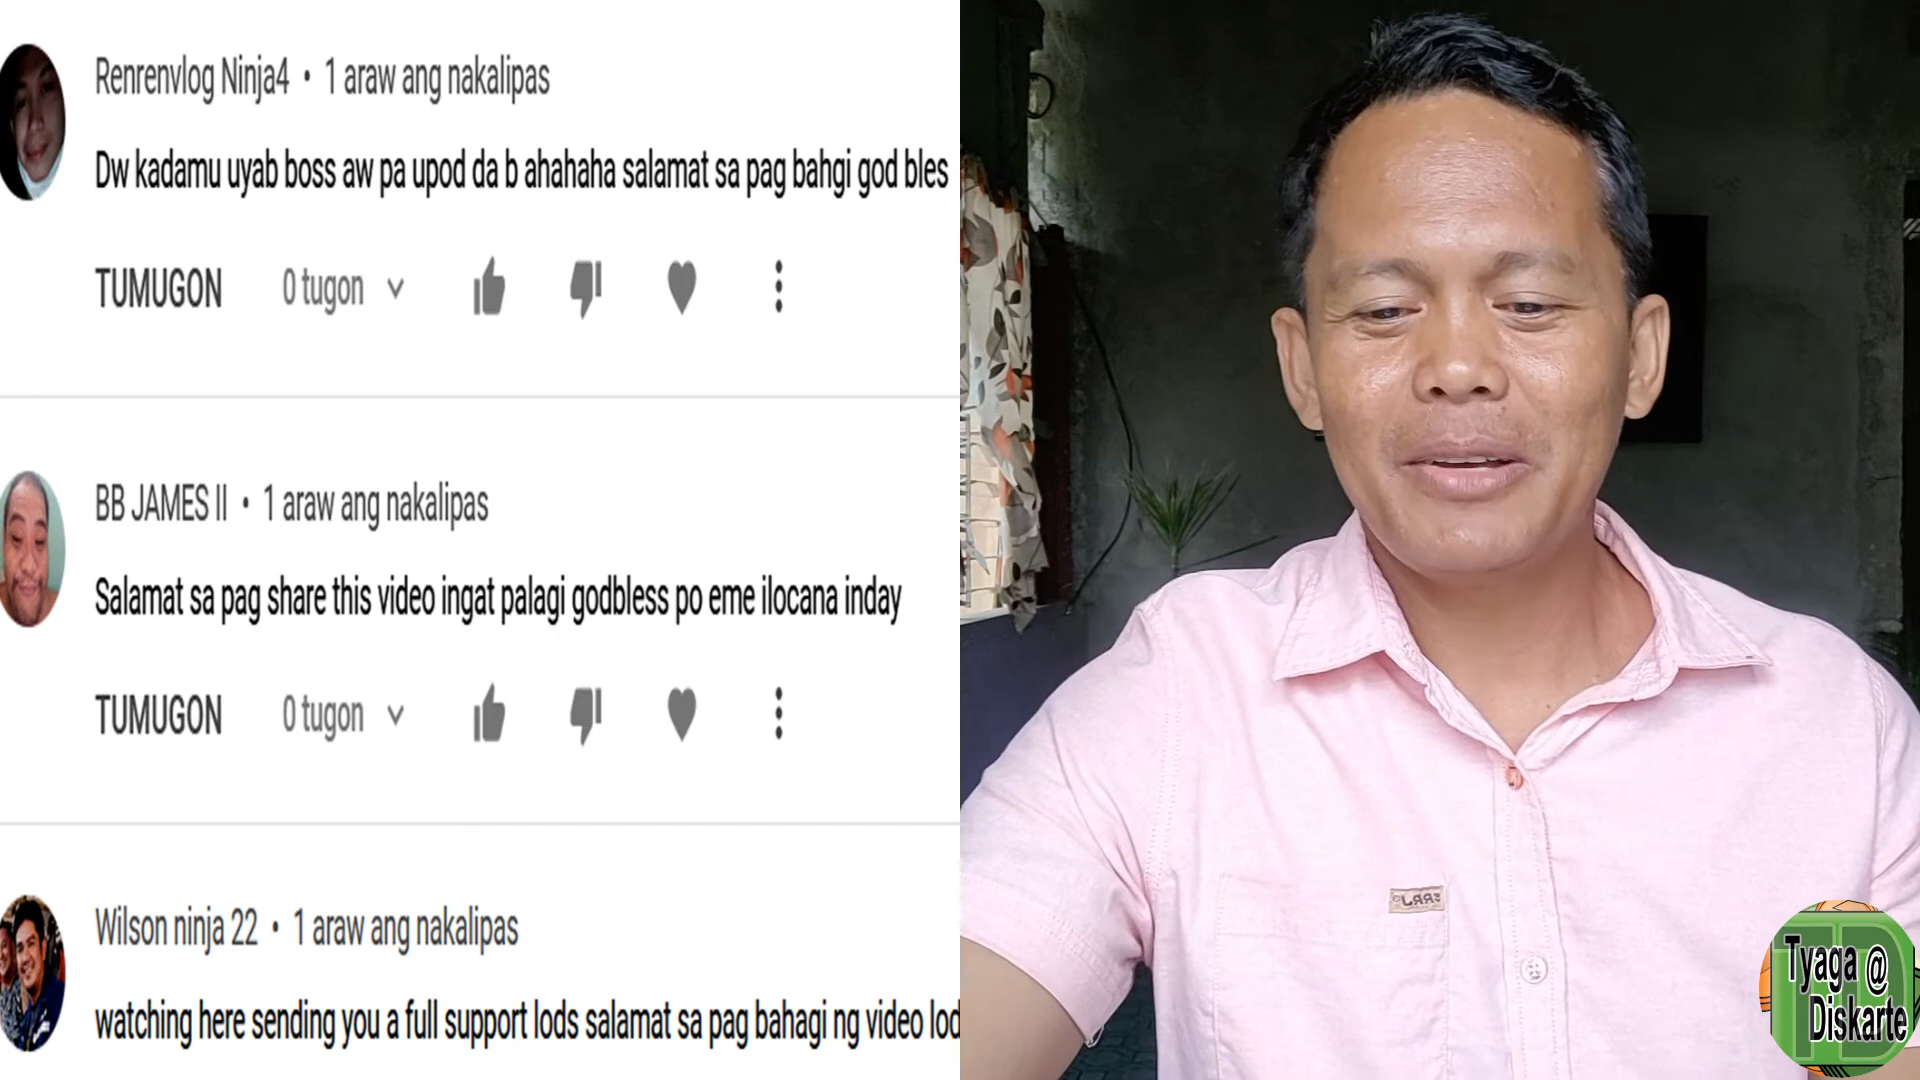 Renrenvlog Ninja4 • 1 araw ang nakalipas
Dw kadamu uyab boss aw pa upod da b ahahaha salamat sa pag bahgi god bles
TUMUGON 0 tugon
BB JAMES II • 1 araw ang nakalipas
Salamat sa pag share this video ingat palagi godbless po eme ilocana inday
TUMUGON 0 tugon
Wilson ninja 22 • 1 araw ang nakalipas
watching here sending you a full support lods salamat sa pag bahagi ng video lod
Tyaga @
Diskarte